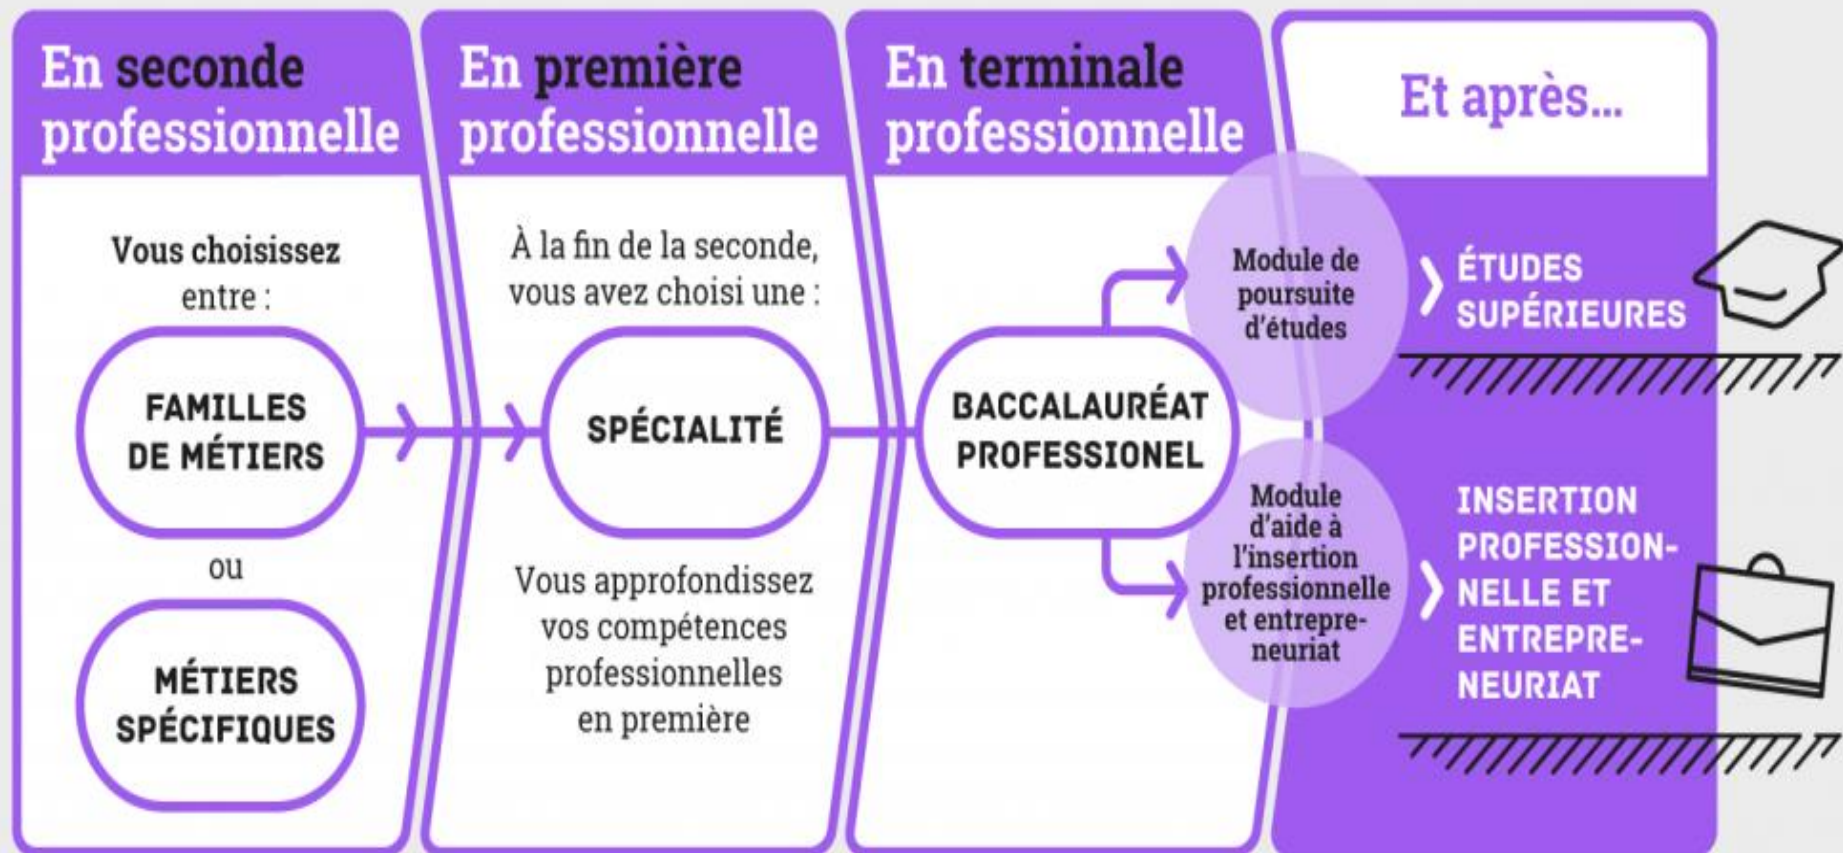 En seconde
professionnelle
Vous choisissez
entre :
FAMILLES
DE MÉTIERS
ou
MÉTIERS
SPÉCIFIQUES
En première
professionnelle
À la fin de la seconde,
vous avez choisi une :
SPÉCIALITÉ
Vous approfondissez
vos compétences
professionnelles
en première
En terminale
professionnelle
BACCALAURÉAT
PROFESSIONEL
Module de
poursuite
d'études
Module
d'aide à
l'insertion
professionnelle
et entrepre-
neuriat
Et après...
ÉTUDES
SUPÉRIEURES
INSERTION
PROFESSION-
NELLE ET
ENTREPRE-
NEURIAT